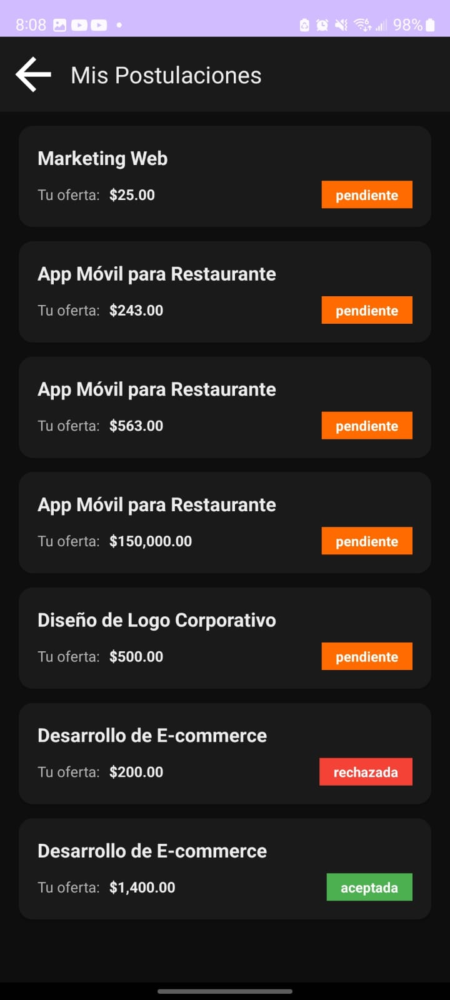 8:08 98%
Mis Postulaciones
Marketing Web
Tu oferta: $25.00 pendiente
App Móvil para Restaurante
Tu oferta: $243.00 pendiente
App Móvil para Restaurante
Tu oferta: $563.00 pendiente
App Móvil para Restaurante
Tu oferta: $150,000.00 pendiente
Diseño de Logo Corporativo
Tu oferta: $500.00 pendiente
Desarrollo de E-commerce
Tu oferta: $200.00 rechazada
Desarrollo de E-commerce
Tu oferta: $1,400.00 aceptada